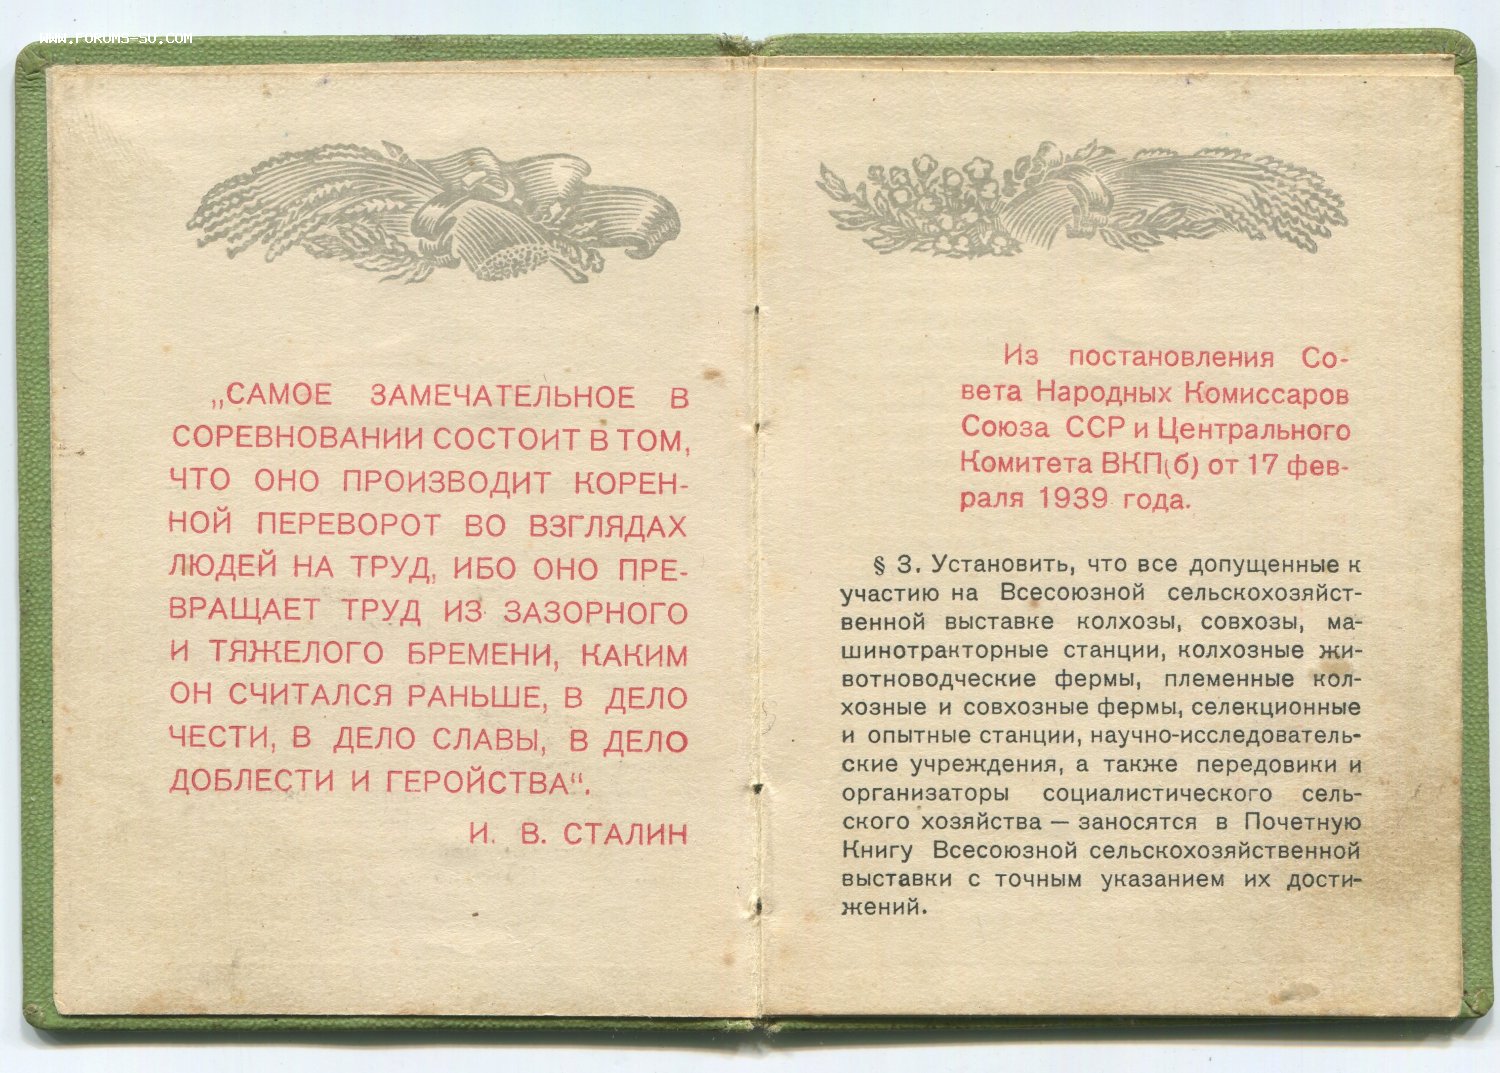 www.FORUMS-SU.COM
„САМОЕ ЗАМЕЧАТЕЛЬНОЕ В
СОРЕВНОВАНИИ СОСТОИТ В ТОМ,
ЧТО ОНО ПРОИЗВОДИТ КОРЕН-
НОЙ ПЕРЕВОРОТ ВО ВЗГЛЯДАХ
ЛЮДЕЙ НА ТРУД, ИБО ОНО ПРЕ-
ВРАЩАЕТ ТРУД ИЗ ЗАЗОРНОГО
И ТЯЖЕЛОГО БРЕМЕНИ, КАКИМ
ОН СЧИТАЛСЯ РАНЬШЕ, В ДЕЛО
ЧЕСТИ, В ДЕЛО СЛАВЫ, В ДЕЛО
ДОБЛЕСТИ И ГЕРОЙСТВА“.
И. В. СТАЛИН
Из постановления Со-
вета Народных Комиссаров
Союза ССР и Центрального
Комитета ВКП(б) от 17 фев-
раля 1939 года.
§ 3. Установить, что все допущенные к
участию на Всесоюзной сельскохозяйст-
венной выставке колхозы, совхозы, ма-
шинотракторные станции, колхозные жи-
вотноводческие фермы, племенные кол-
хозные и совхозные фермы, селекционные
и опытные станции, научно-исследователь-
ские учреждения, а также передовики и
организаторы социалистического сель-
ского хозяйства — заносятся в Почетную
Книгу Всесоюзной сельскохозяйственной
выставки с точным указанием их дости-
жений.